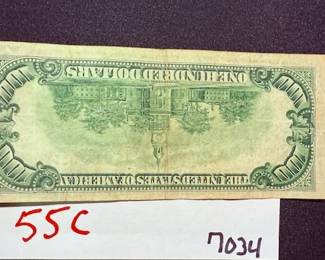 ONE HUNDRED DOLLARS
THE UNITED STATES OF AMERICA
55C
7034